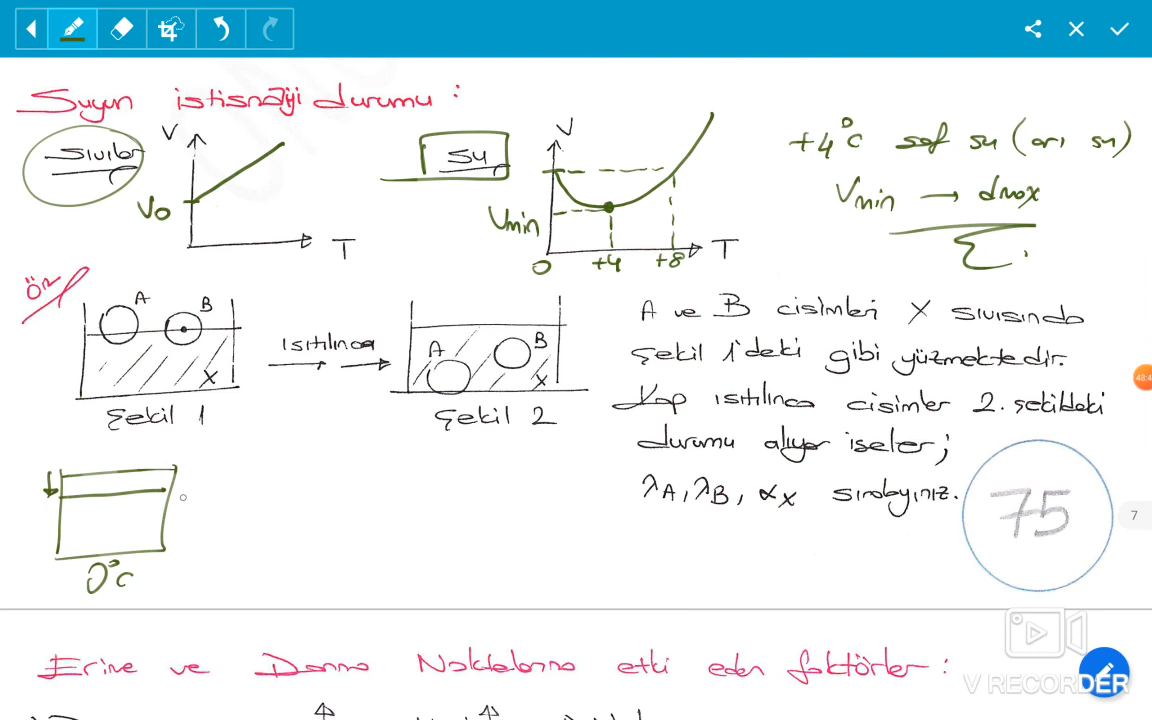 Suyun istisnai durumu :
Sıvılar
V
V₀
T
Su
V
Vmin
0
+4
+8
T
+4°C saf su (arı su)
Vmin → dmax
Ör/
A
B
X
Şekil 1
ısıtılınca
A
B
X
Şekil 2
A ve B cisimleri X sıvısında
Şekil 1'deki gibi yüzmektedir.
Kap ısıtılınca cisimler 2. şekildeki
durumu alıyor iseler;
λA, λB, αX sıralayınız.
0°C
75
7
48:4
Erime ve Donma Noktalarına etki eden faktörler :
V RECORDER